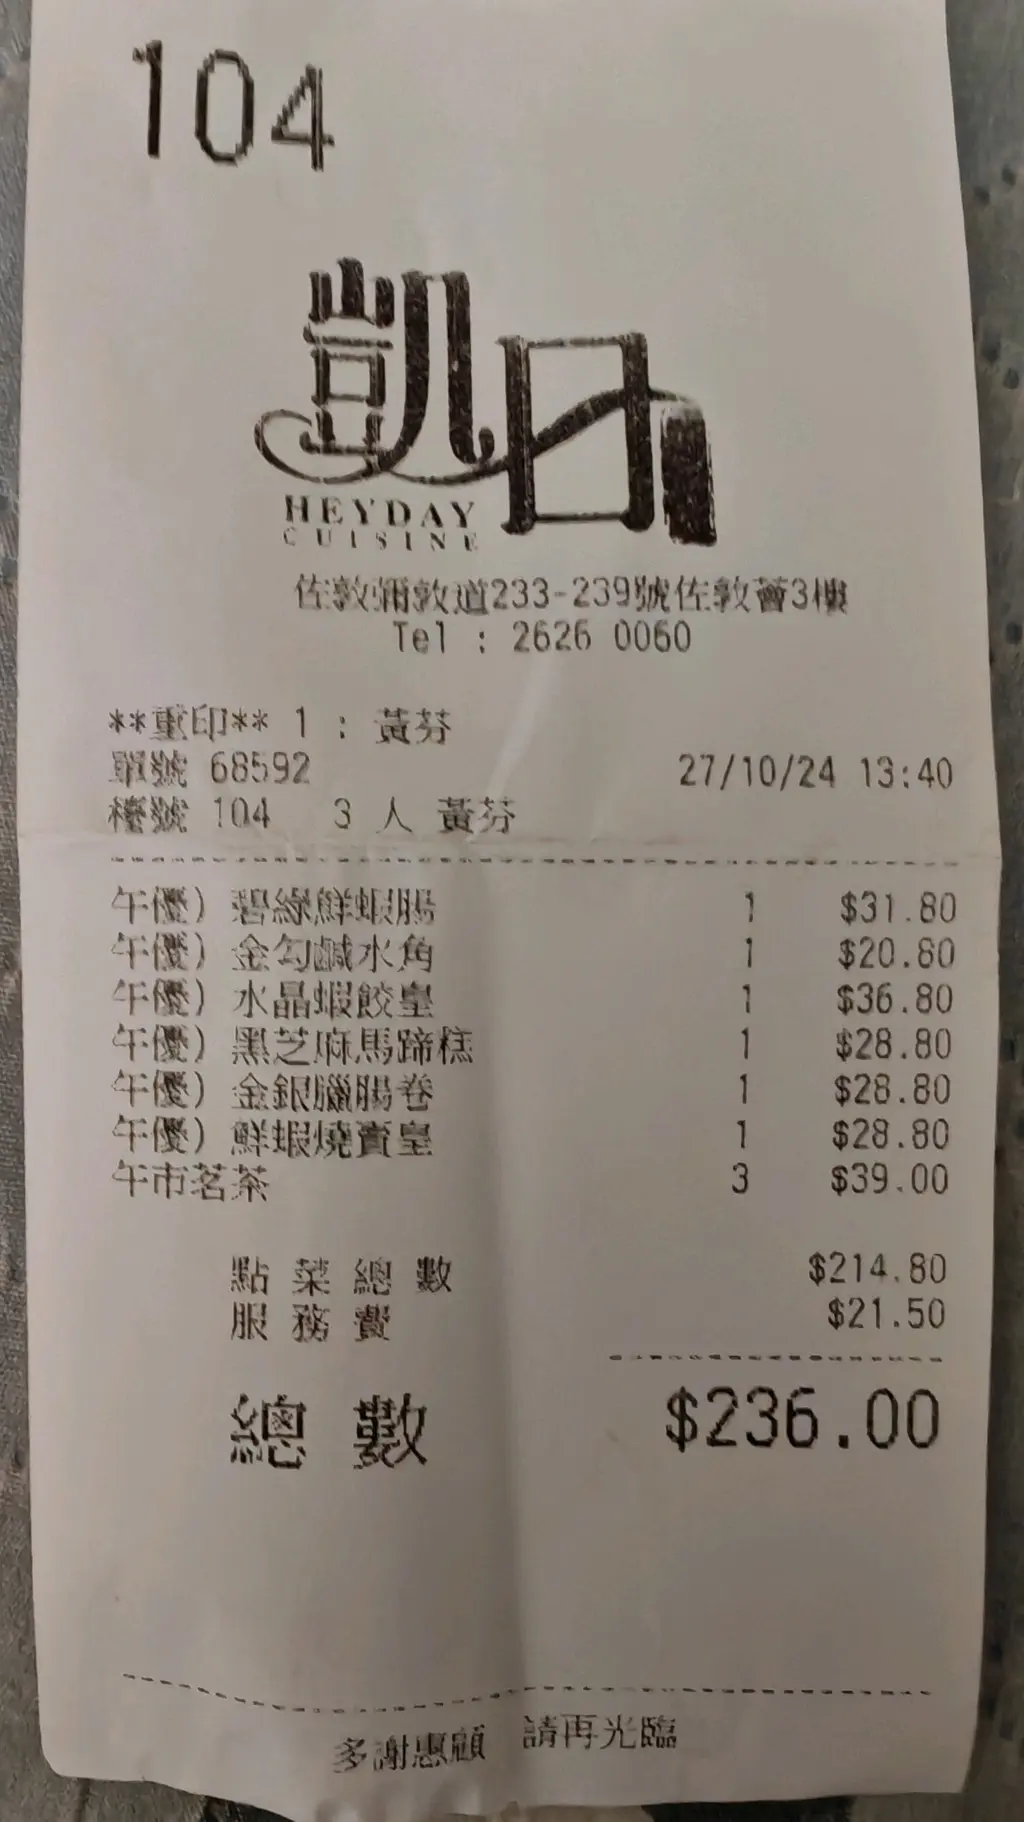 104
凱日
HEYDAY
CUISINE
佐敦彌敦道233-239號佐敦薈3樓
Tel : 2626 0060
**重印** 1 : 黃芬
單號 68592 27/10/24 13:40
檯號 104 3 人 黃芬
午優) 碧綠鮮蝦腸 1 $31.80
午優) 金勾鹹水角 1 $20.80
午優) 水晶蝦餃皇 1 $36.80
午優) 黑芝麻馬蹄糕 1 $28.80
午優) 金銀臘腸卷 1 $28.80
午優) 鮮蝦燒賣皇 1 $28.80
午市茗茶 3 $39.00
點菜總數 $214.80
服務費 $21.50
總數 $236.00
多謝惠顧 請再光臨